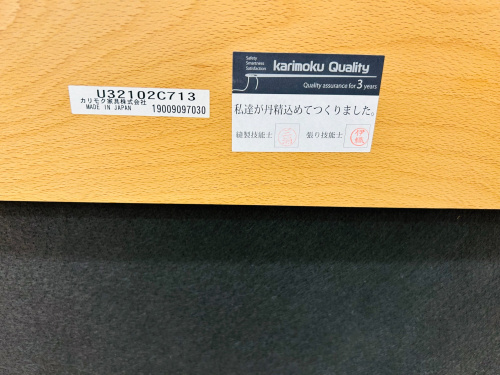 U32102C713
カリモク家具株式会社
MADE IN JAPAN 19009097030
Safety
Smartness
Satisfaction
karimoku Quality
Quality assurance for 3 years
私達が丹精込めてつくりました。
縫製技能士 張り技能士